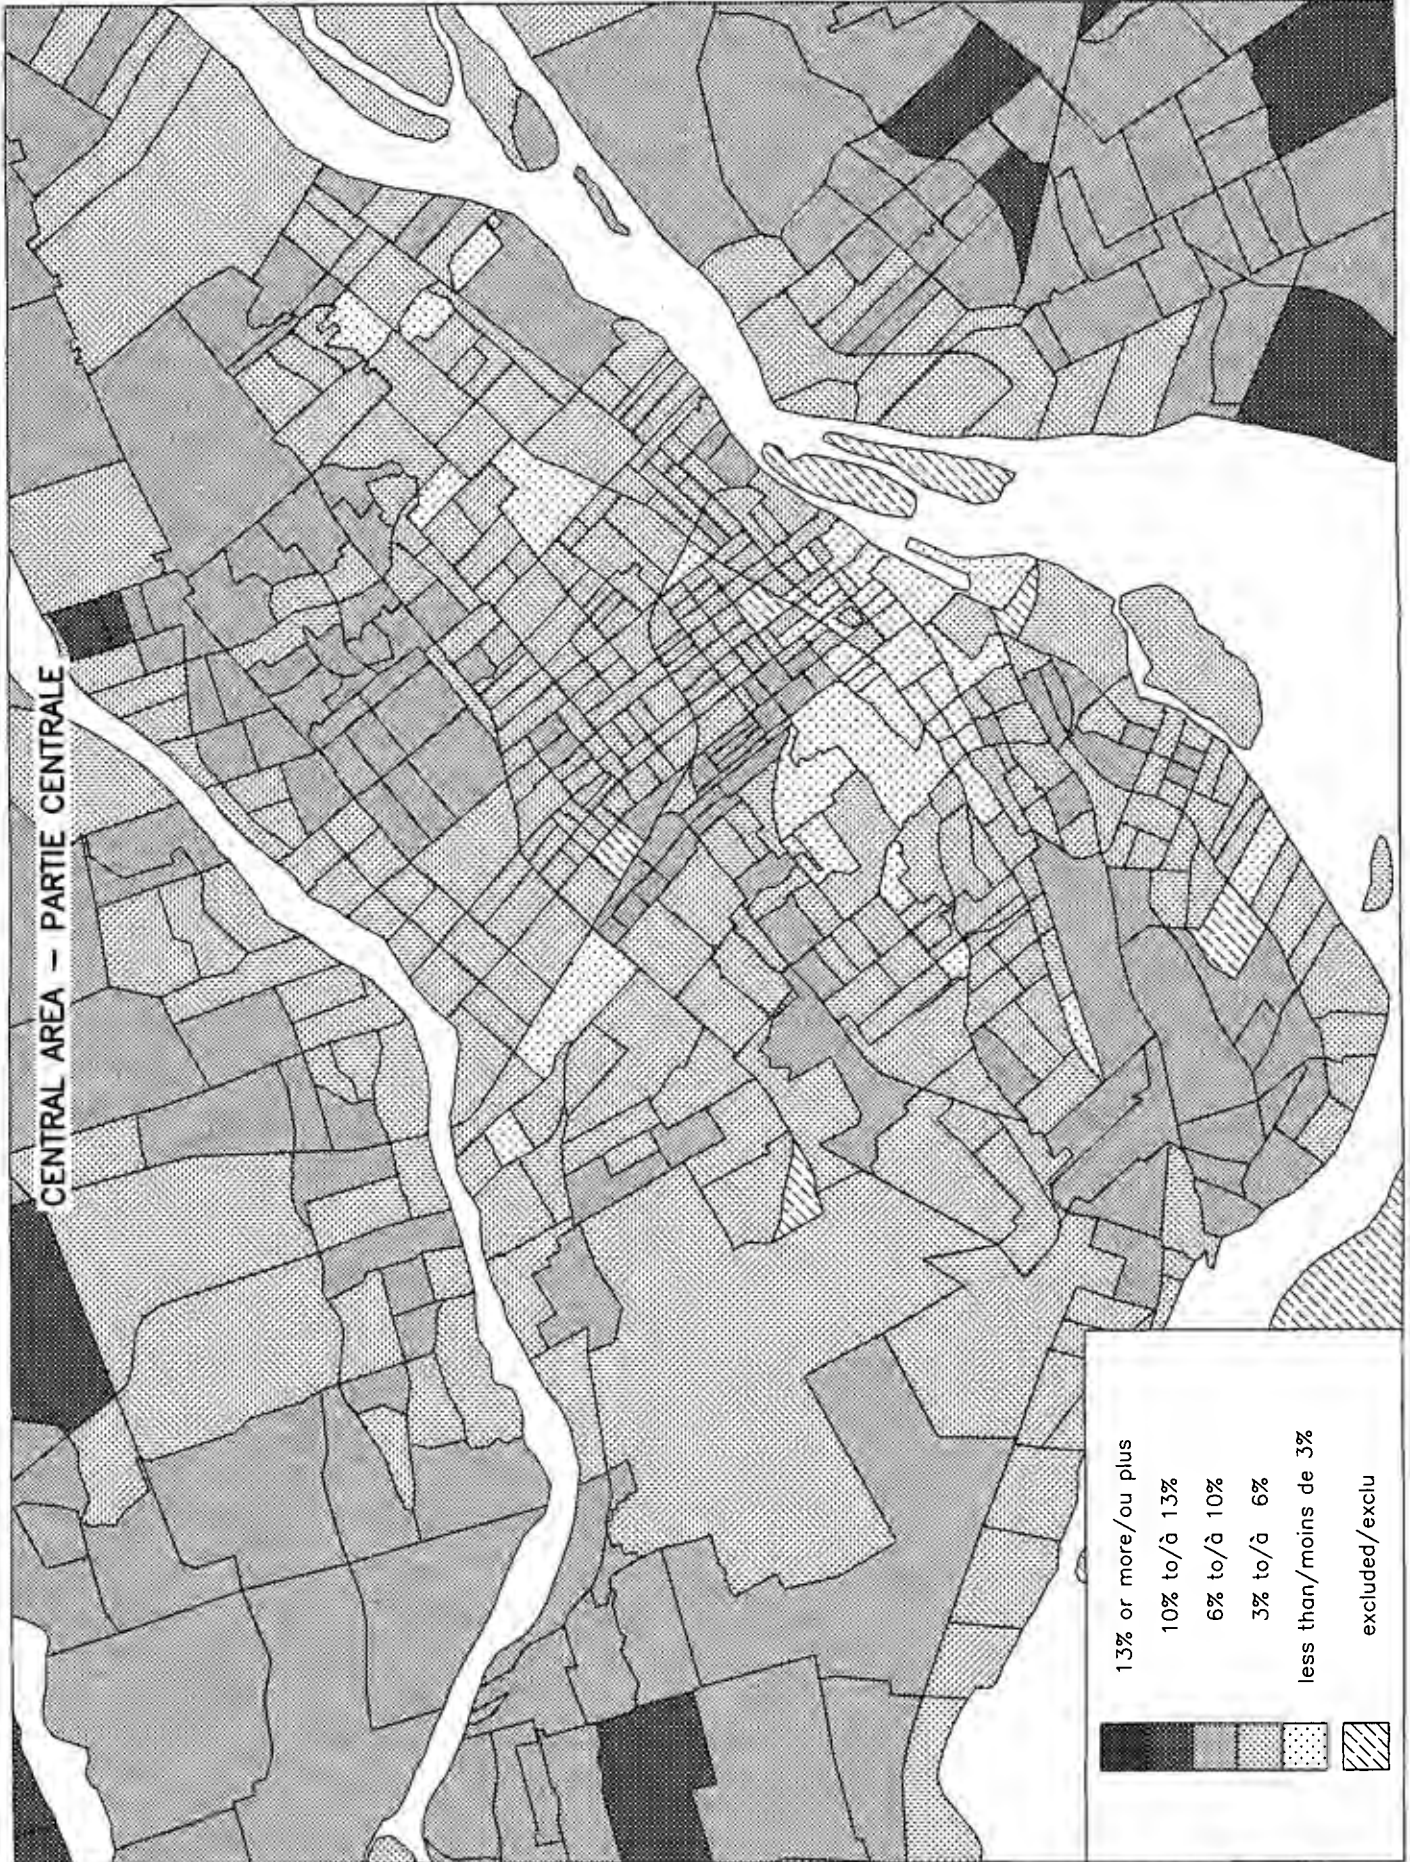 CENTRAL AREA – PARTIE CENTRALE
13% or more/ou plus
10% to/à 13%
6% to/à 10%
3% to/à 6%
less than/moins de 3%
excluded/exclu